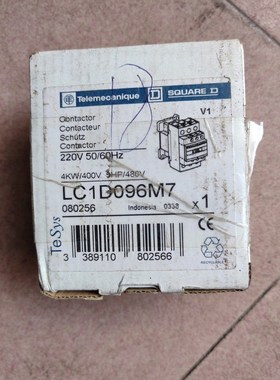 Telemecanique
SQUARE D
Contactor
Contacteur
Schütz
Contactor
V1
220V 50/60Hz
4KW/400V 5HP/480V
LC1D096M7
080256
Indonesia
x1
TeSys
3 389110 802566